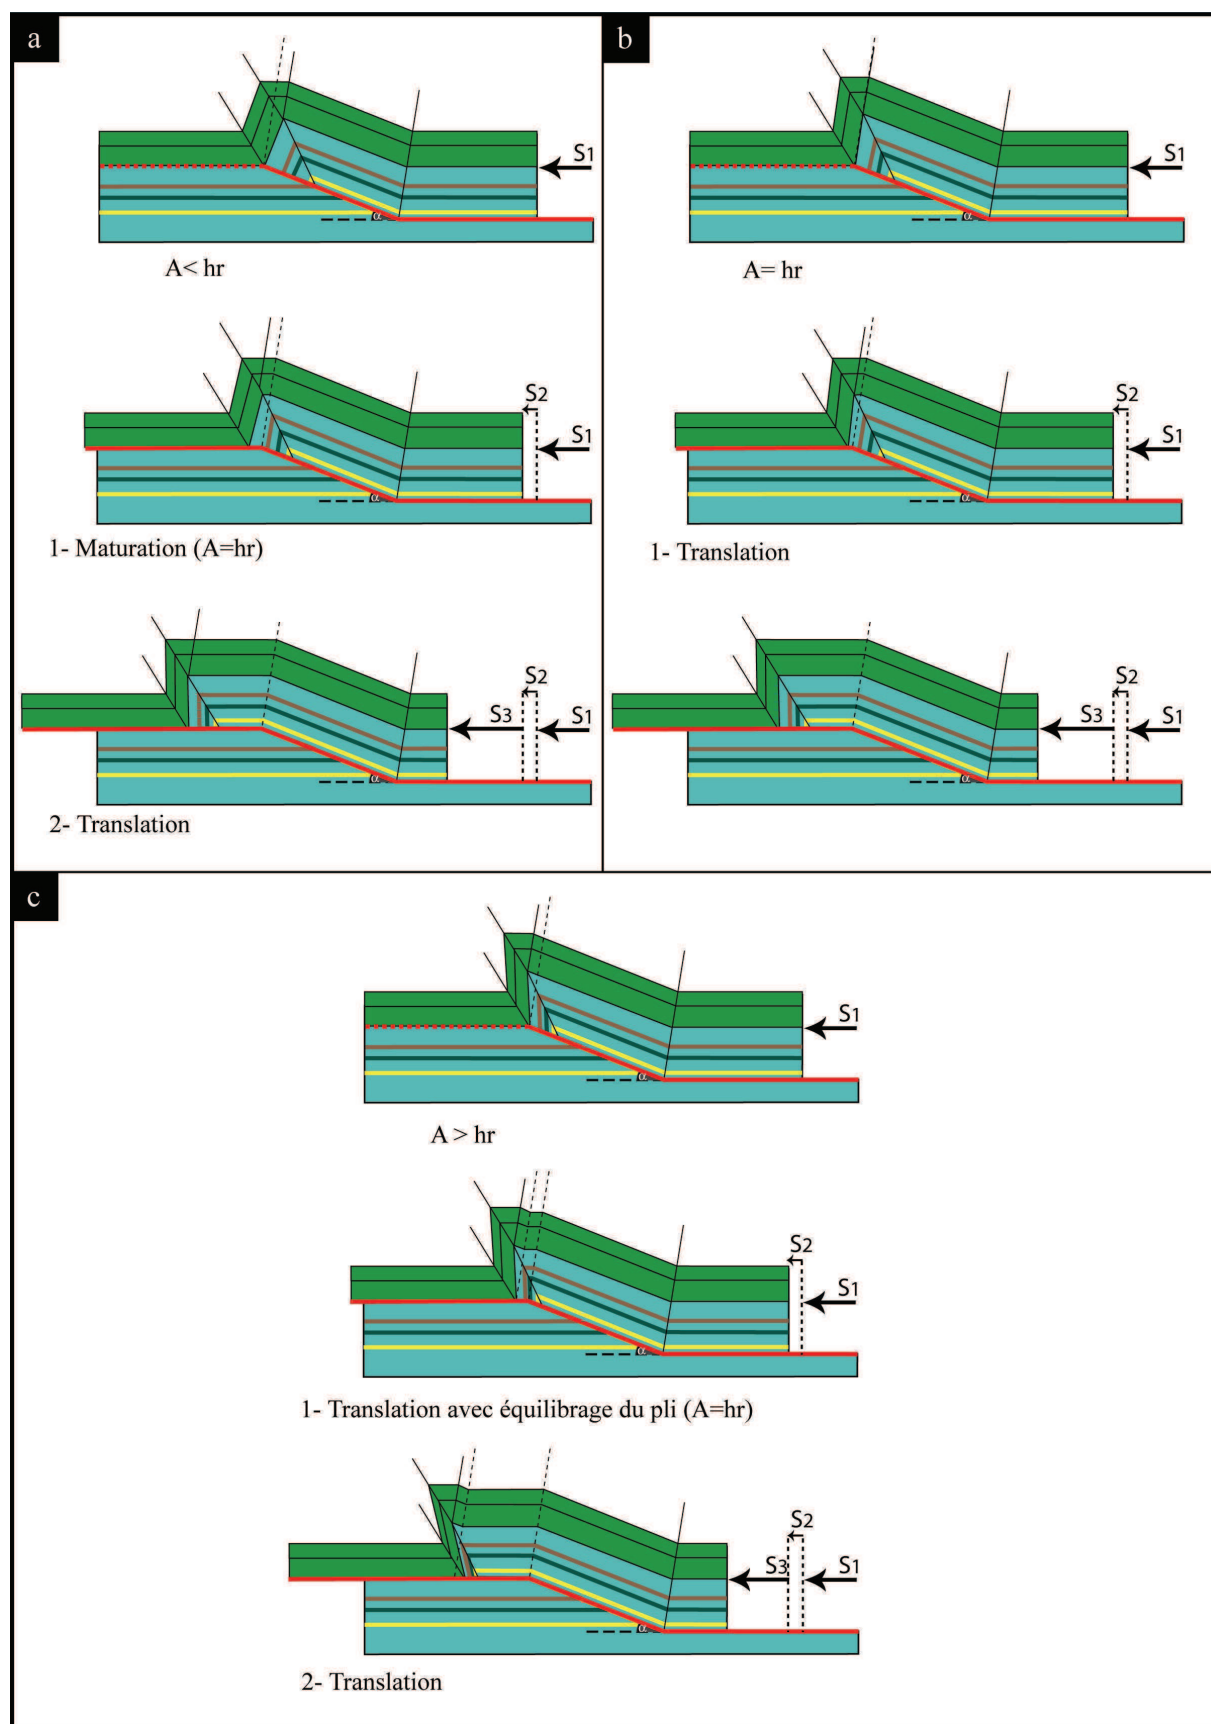 a
S1
α
A< hr
S2
S1
α
1- Maturation (A=hr)
S2
S3
S1
α
2- Translation
b
S1
α
A= hr
S2
S1
α
1- Translation
S2
S3
S1
α
c
S1
α
A > hr
S2
S1
α
1- Translation avec équilibrage du pli (A=hr)
S2
S3
S1
α
2- Translation